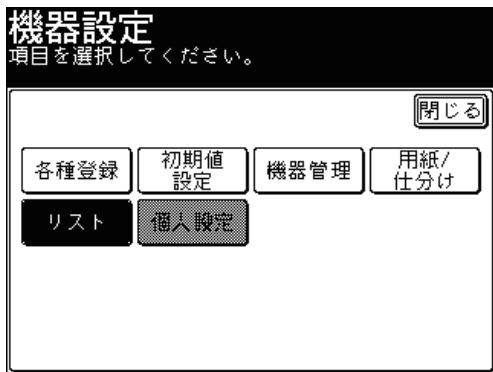 機器設定
項目を選択してください。
閉じる
各種登録
初期値
設定
機器管理
用紙/
仕分け
リスト
個人設定